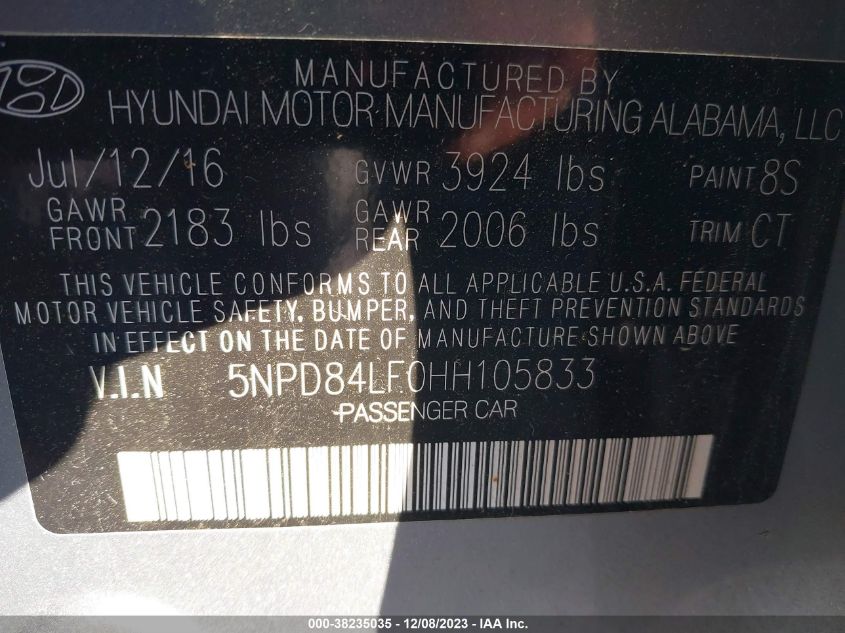 MANUFACTURED BY
HYUNDAI MOTOR MANUFACTURING ALABAMA, LLC
Jul/12/16 GVWR 3924 lbs PAINT 8S
GAWR FRONT 2183 lbs GAWR REAR 2006 lbs TRIM CT
THIS VEHICLE CONFORMS TO ALL APPLICABLE U.S.A. FEDERAL
MOTOR VEHICLE SAFETY, BUMPER, AND THEFT PREVENTION STANDARDS
IN EFFECT ON THE DATE OF MANUFACTURE SHOWN ABOVE
V.I.N 5NPD84LF0HH105833
PASSENGER CAR
000-38235035 - 12/08/2023 - IAA Inc.